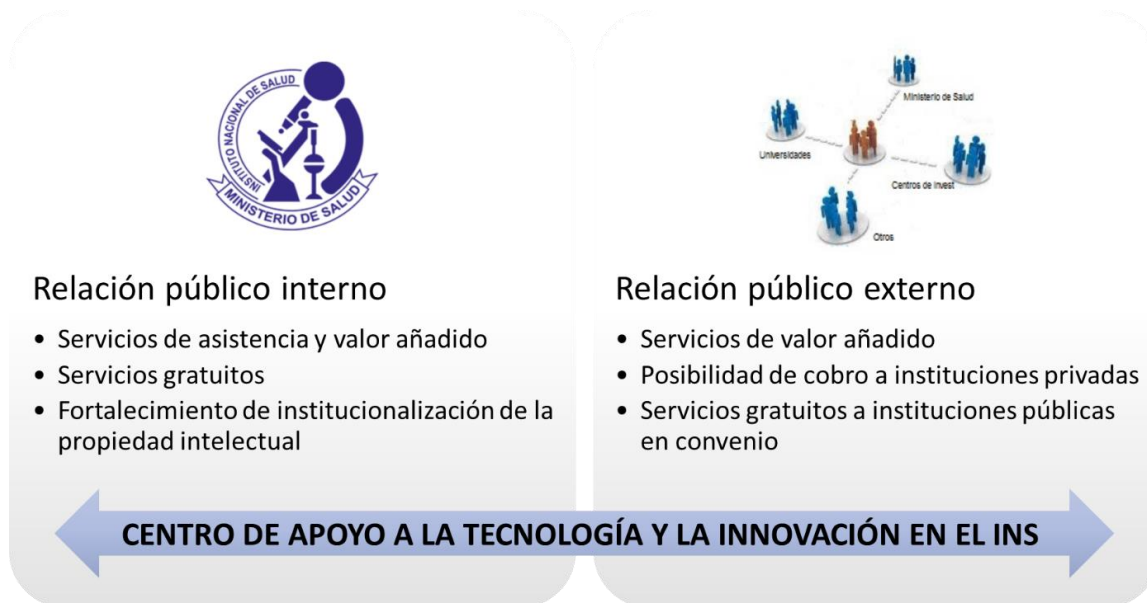 INSTITUTO NACIONAL DE SALUD
MINISTERIO DE SALUD
Relación público interno
• Servicios de asistencia y valor añadido
• Servicios gratuitos
• Fortalecimiento de institucionalización de la
propiedad intelectual
Ministerio de Salud
Universidades
Centros de Invest
Otros
Relación público externo
• Servicios de valor añadido
• Posibilidad de cobro a instituciones privadas
• Servicios gratuitos a instituciones públicas
en convenio
CENTRO DE APOYO A LA TECNOLOGÍA Y LA INNOVACIÓN EN EL INS